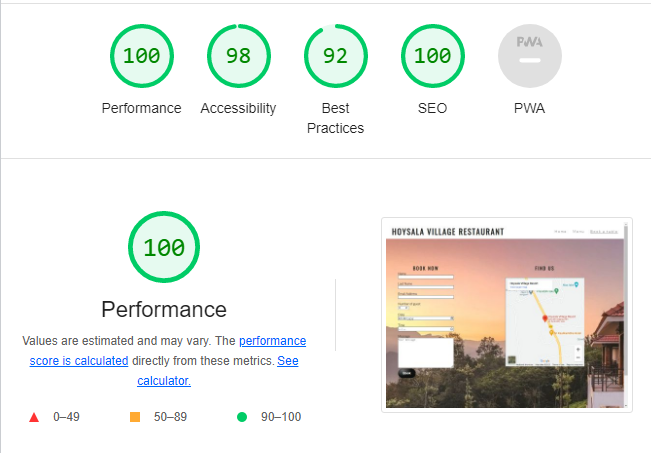 100 98 92 100 PWA
Performance Accessibility Best Practices SEO PWA
100
Performance
Values are estimated and may vary. The performance
score is calculated directly from these metrics. See
calculator.
0–49 50–89 90–100
HOYSALA VILLAGE RESTAURANT
Home Menu Book a table
BOOK NOW
FIND US